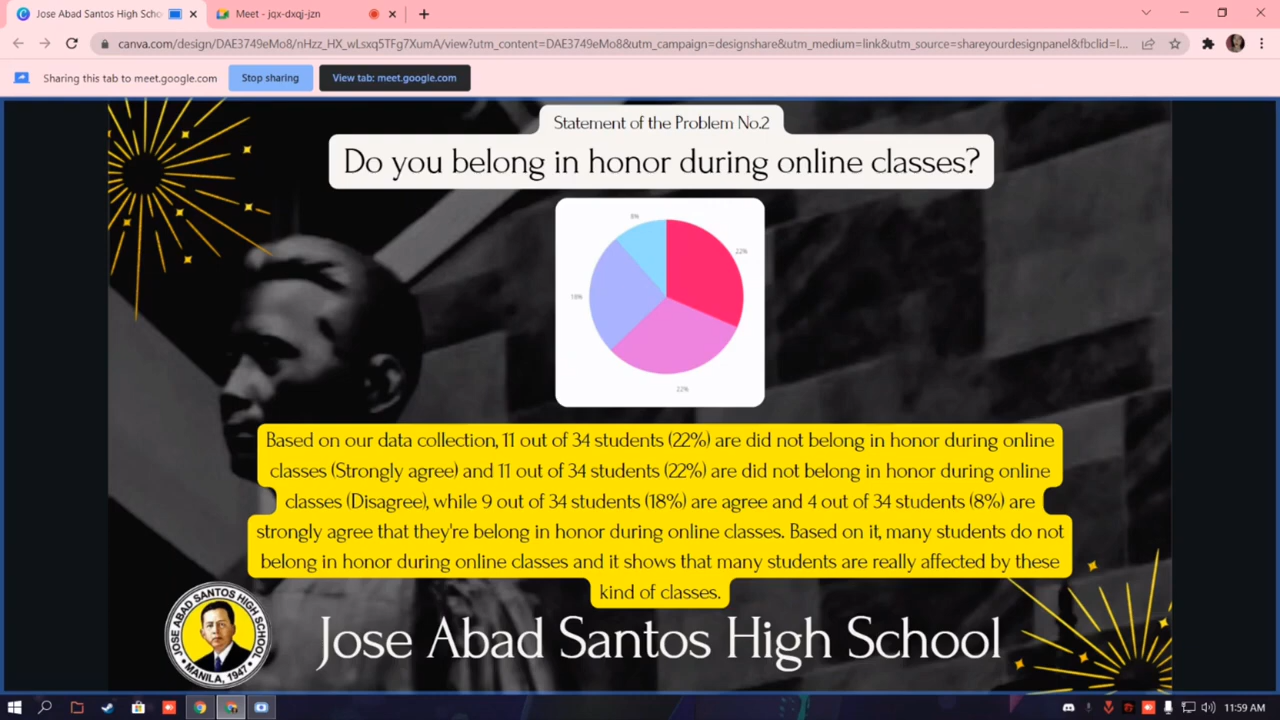 Jose Abad Santos High Scho
Meet - jqx-dxqj-jzn
canva.com/design/DAE3749eMo8/nHzz_HX_wLsxq5TFg7XumA/view?utm_content=DAE3749eMo8&utm_campaign=designshare&utm_medium=link&utm_source=shareyourdesignpanel&fbclid=I...
Sharing this tab to meet.google.com
Stop sharing
View tab: meet.google.com
Statement of the Problem No.2
Do you belong in honor during online classes?
8%
22%
18%
22%
Based on our data collection, 11 out of 34 students (22%) are did not belong in honor during online
classes (Strongly agree) and 11 out of 34 students (22%) are did not belong in honor during online
classes (Disagree), while 9 out of 34 students (18%) are agree and 4 out of 34 students (8%) are
strongly agree that they're belong in honor during online classes. Based on it, many students do not
belong in honor during online classes and it shows that many students are really affected by these
kind of classes.
JOSE ABAD SANTOS HIGH SCHOOL
MANILA, 1947
Jose Abad Santos High School
11:59 AM